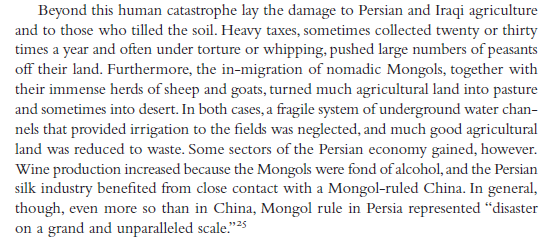 Beyond this human catastrophe lay the damage to Persian and Iraqi agriculture
and to those who tilled the soil. Heavy taxes, sometimes collected twenty or thirty
times a year and often under torture or whipping, pushed large numbers of peasants
off their land. Furthermore, the in-migration of nomadic Mongols, together with
their immense herds of sheep and goats, turned much agricultural land into pasture
and sometimes into desert. In both cases, a fragile system of underground water chan-
nels that provided irrigation to the fields was neglected, and much good agricultural
land was reduced to waste. Some sectors of the Persian economy gained, however.
Wine production increased because the Mongols were fond of alcohol, and the Persian
silk industry benefited from close contact with a Mongol-ruled China. In general,
though, even more so than in China, Mongol rule in Persia represented “disaster
on a grand and unparalleled scale.”²⁵